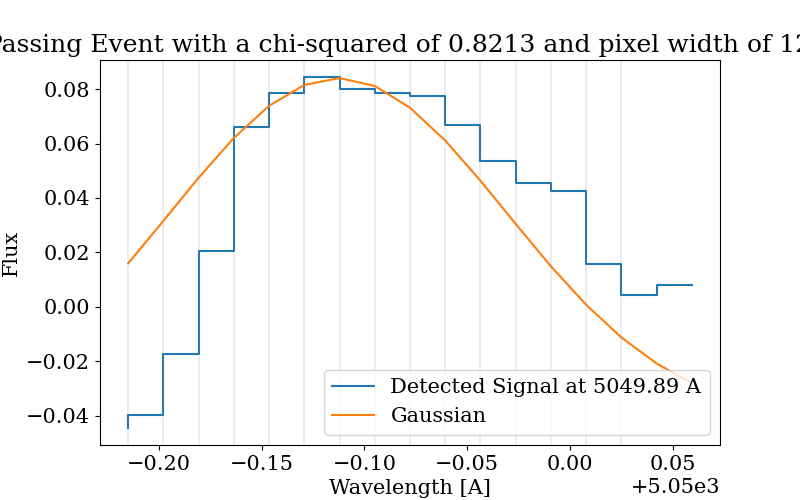 Passing Event with a chi-squared of 0.8213 and pixel width of 12
0.08
0.06
0.04
0.02
0.00
−0.02
−0.04
Flux
Detected Signal at 5049.89 A
Gaussian
−0.20 −0.15 −0.10 −0.05 0.00 0.05
Wavelength [A] +5.05e3